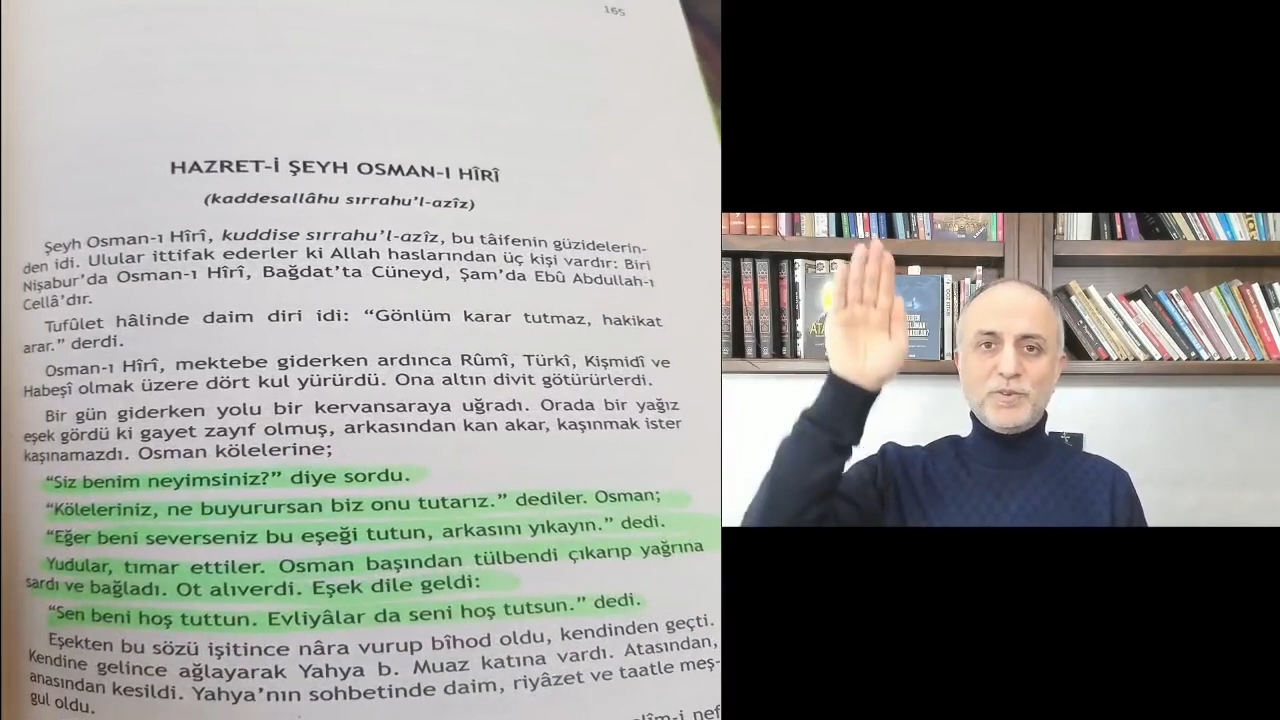 165
HAZRET-İ ŞEYH OSMAN-I HÎRÎ
(kaddesallâhu sırrahu'l-azîz)
Şeyh Osman-ı Hîrî, kuddise sırrahu'l-azîz, bu tâifenin güzidelerin-
den idi. Ulular ittifak ederler ki Allah haslarından üç kişi vardır: Biri
Nişabur'da Osman-ı Hîrî, Bağdat'ta Cüneyd, Şam'da Ebû Abdullah-ı
Cellâ'dır.
Tufûlet hâlinde daim diri idi: "Gönlüm karar tutmaz, hakikat
arar." derdi.
Osman-ı Hîrî, mektebe giderken ardınca Rûmî, Türkî, Kişmidî ve
Habeşî olmak üzere dört kul yürürdü. Ona altın divit götürürlerdi.
Bir gün giderken yolu bir kervansaraya uğradı. Orada bir yağız
eşek gördü ki gayet zayıf olmuş, arkasından kan akar, kaşınmak ister
kaşınamazdı. Osman kölelerine;
"Siz benim neyimsiniz?" diye sordu.
"Köleleriniz, ne buyurursan biz onu tutarız." dediler. Osman;
"Eğer beni severseniz bu eşeği tutun, arkasını yıkayın." dedi.
Yudular, tımar ettiler. Osman başından tülbendi çıkarıp yağrına
sardı ve bağladı. Ot alıverdi. Eşek dile geldi:
"Sen beni hoş tuttun. Evliyâlar da seni hoş tutsun." dedi.
Eşekten bu sözü işitince nâra vurup bîhod oldu, kendinden geçti.
Kendine gelince ağlayarak Yahya b. Muaz katına vardı. Atasından,
anasından kesildi. Yahya'nın sohbetinde daim, riyâzet ve taatle meş-
gul oldu.